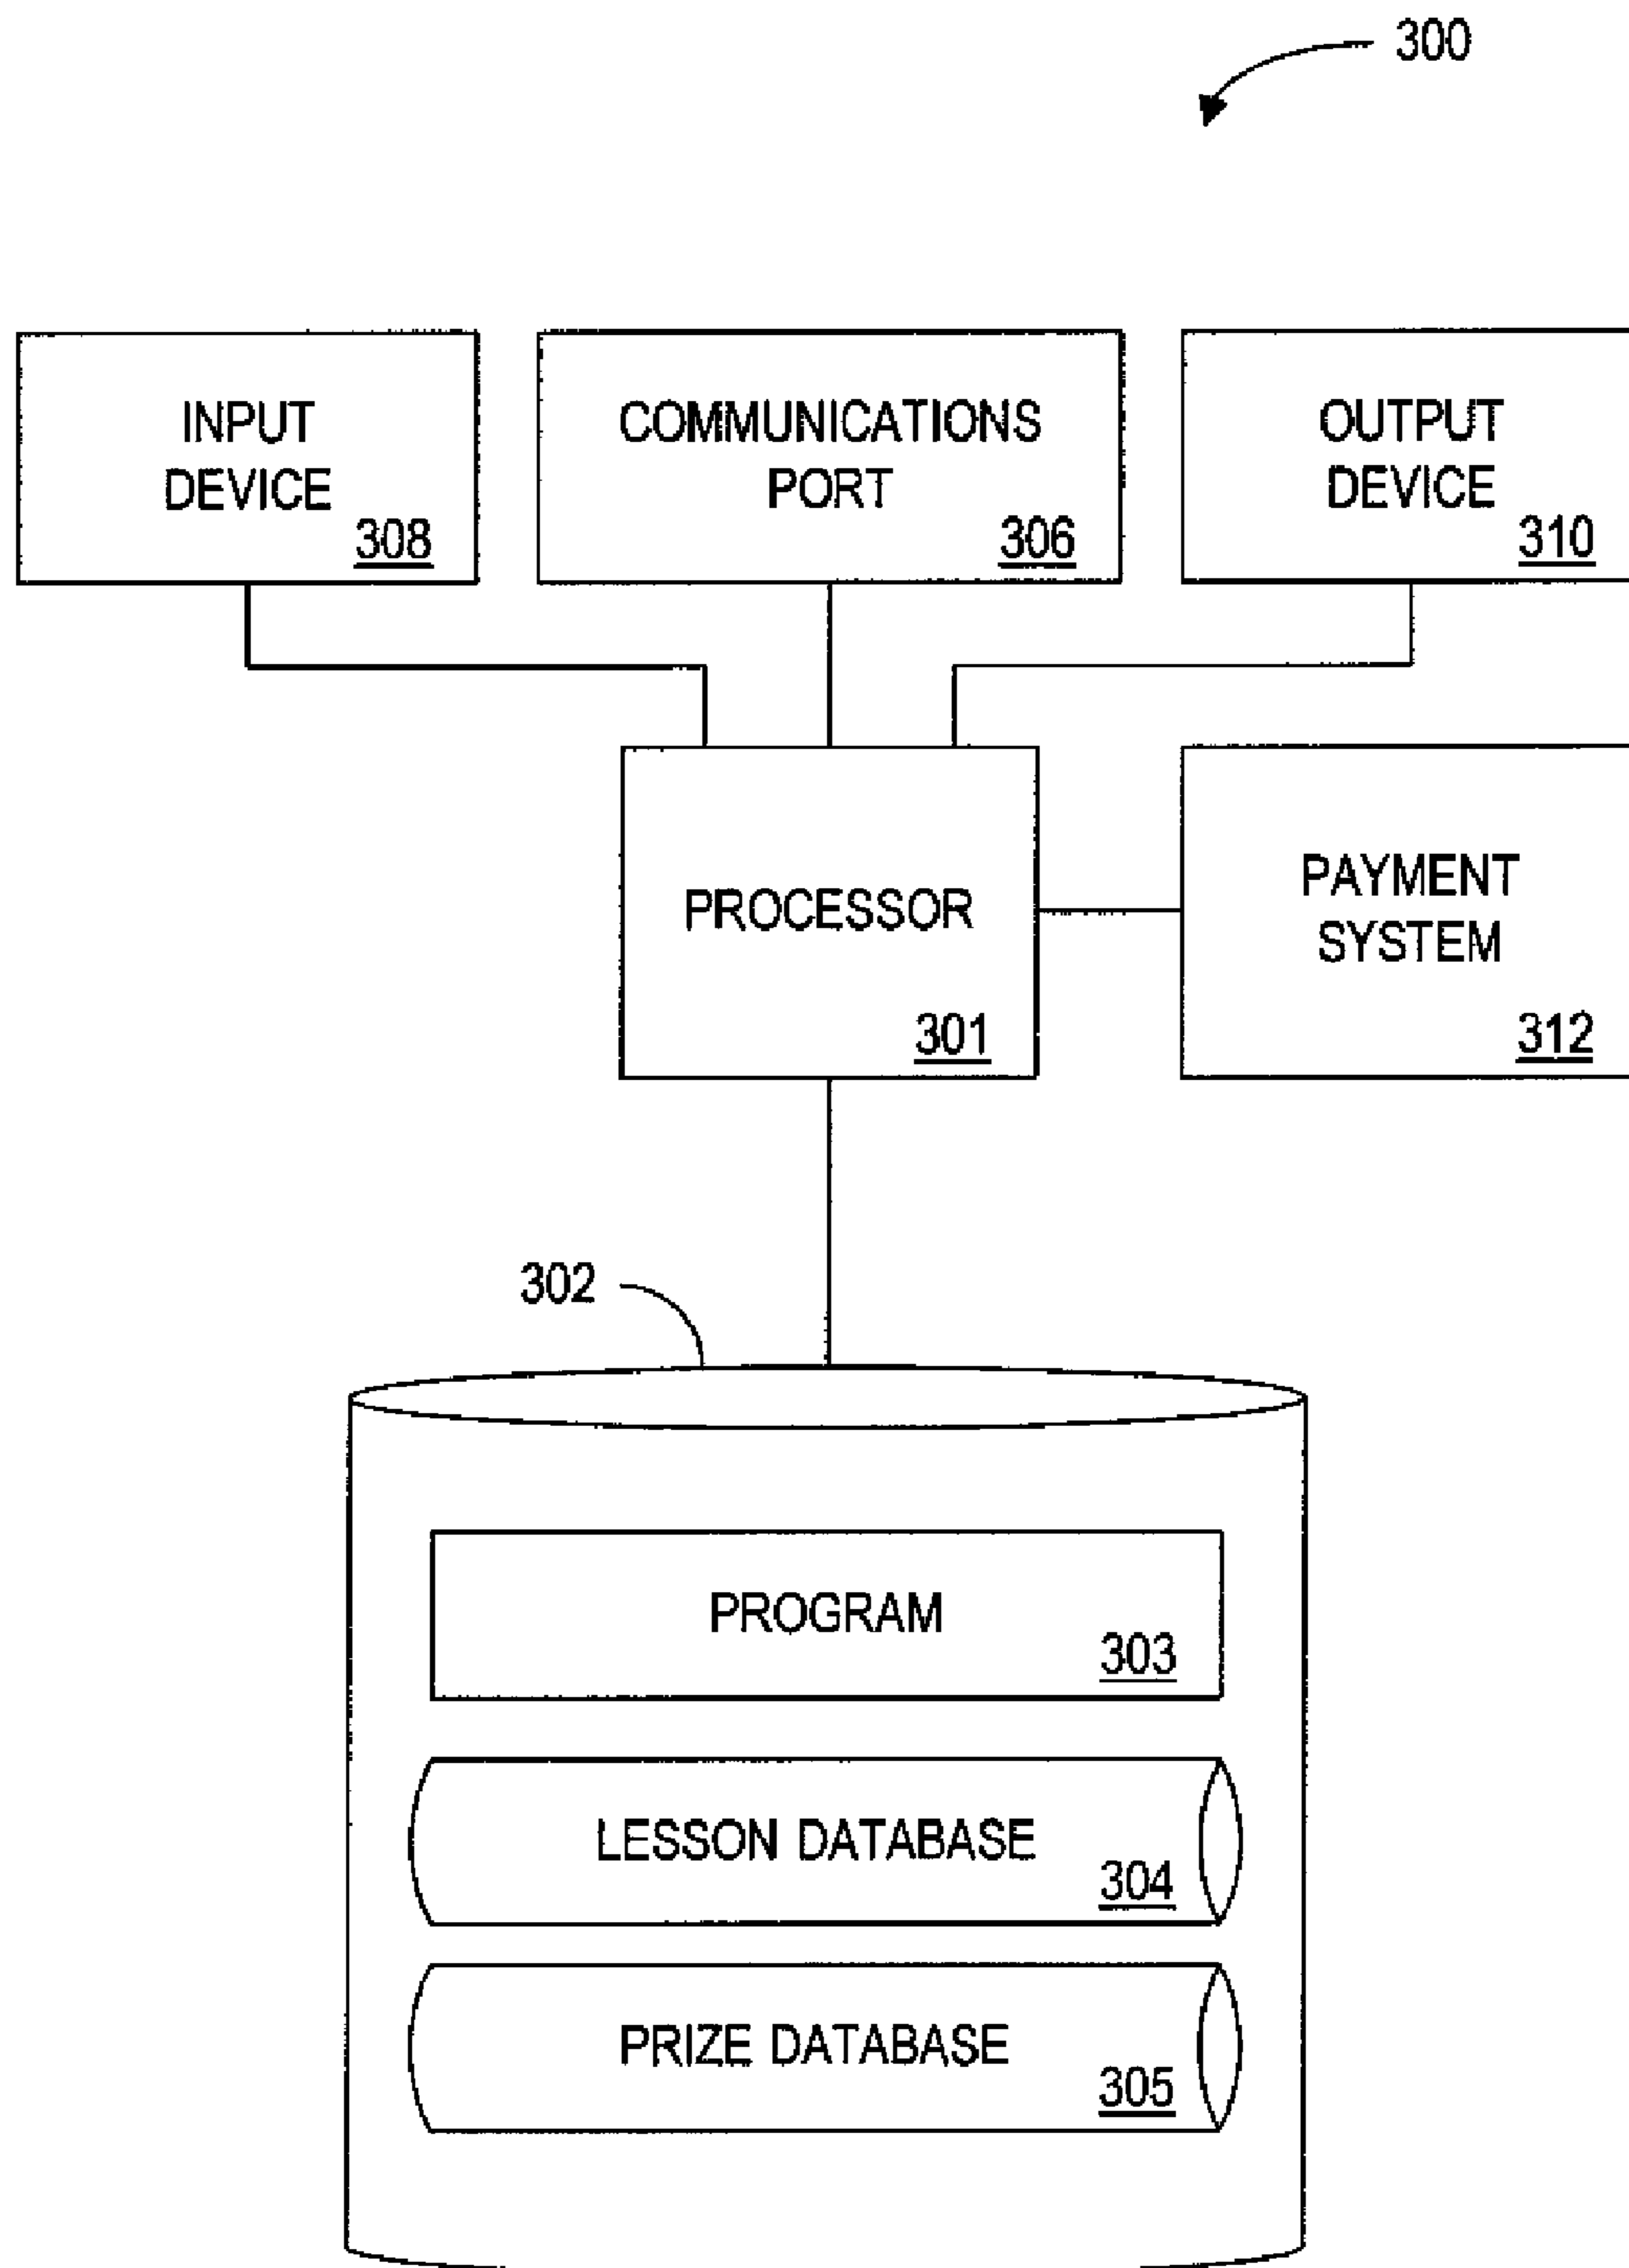 300
INPUT
DEVICE
308
COMMUNICATIONS
PORT
306
OUTPUT
DEVICE
310
PROCESSOR
301
PAYMENT
SYSTEM
312
302
PROGRAM
303
LESSON DATABASE
304
PRIZE DATABASE
305